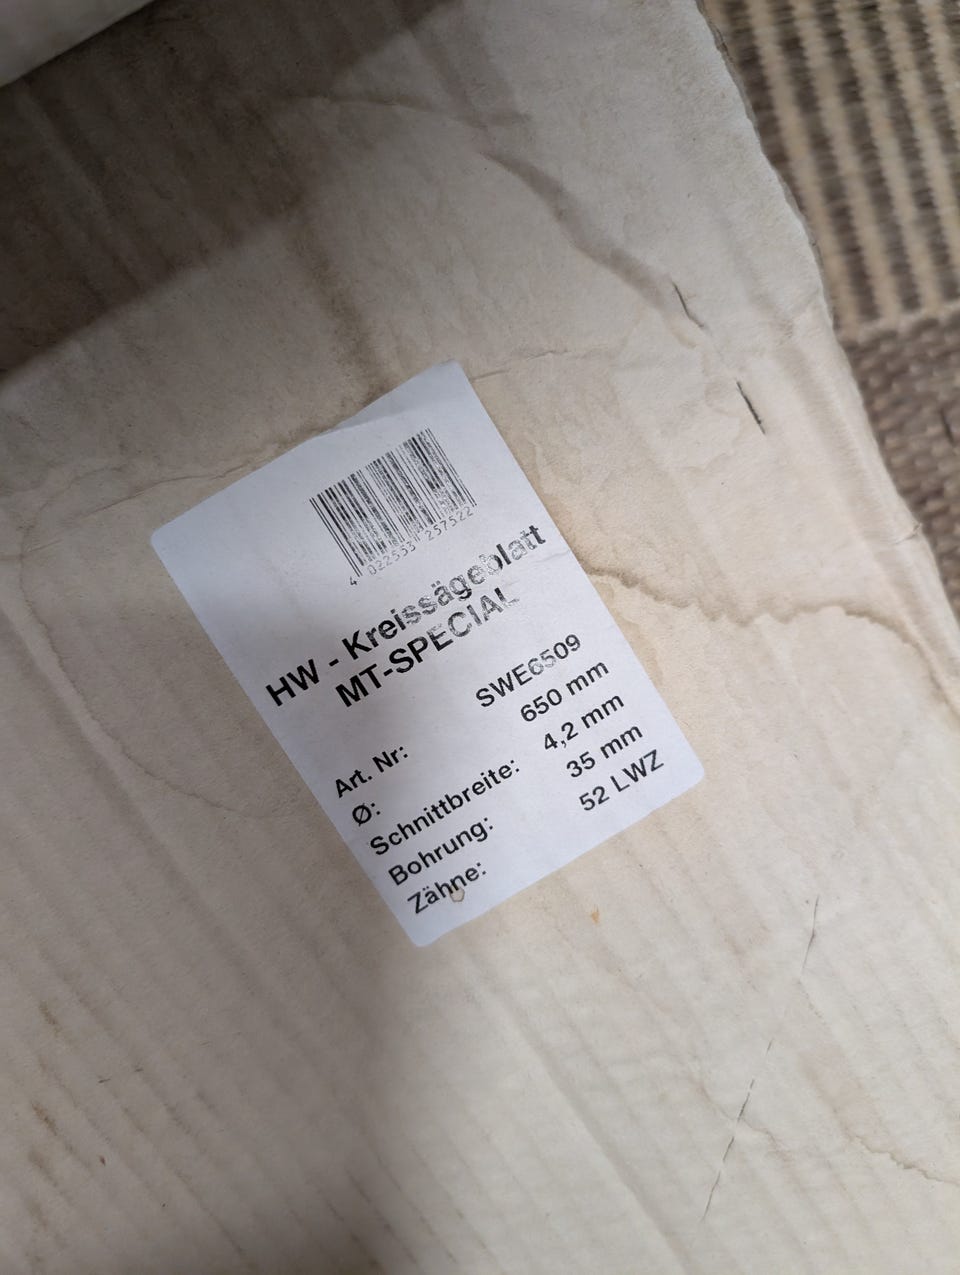 4 022553 257522
HW - Kreissägeblatt
MT-SPECIAL
Art. Nr: SWE6509
Ø: 650 mm
Schnittbreite: 4,2 mm
Bohrung: 35 mm
Zähne: 52 LWZ